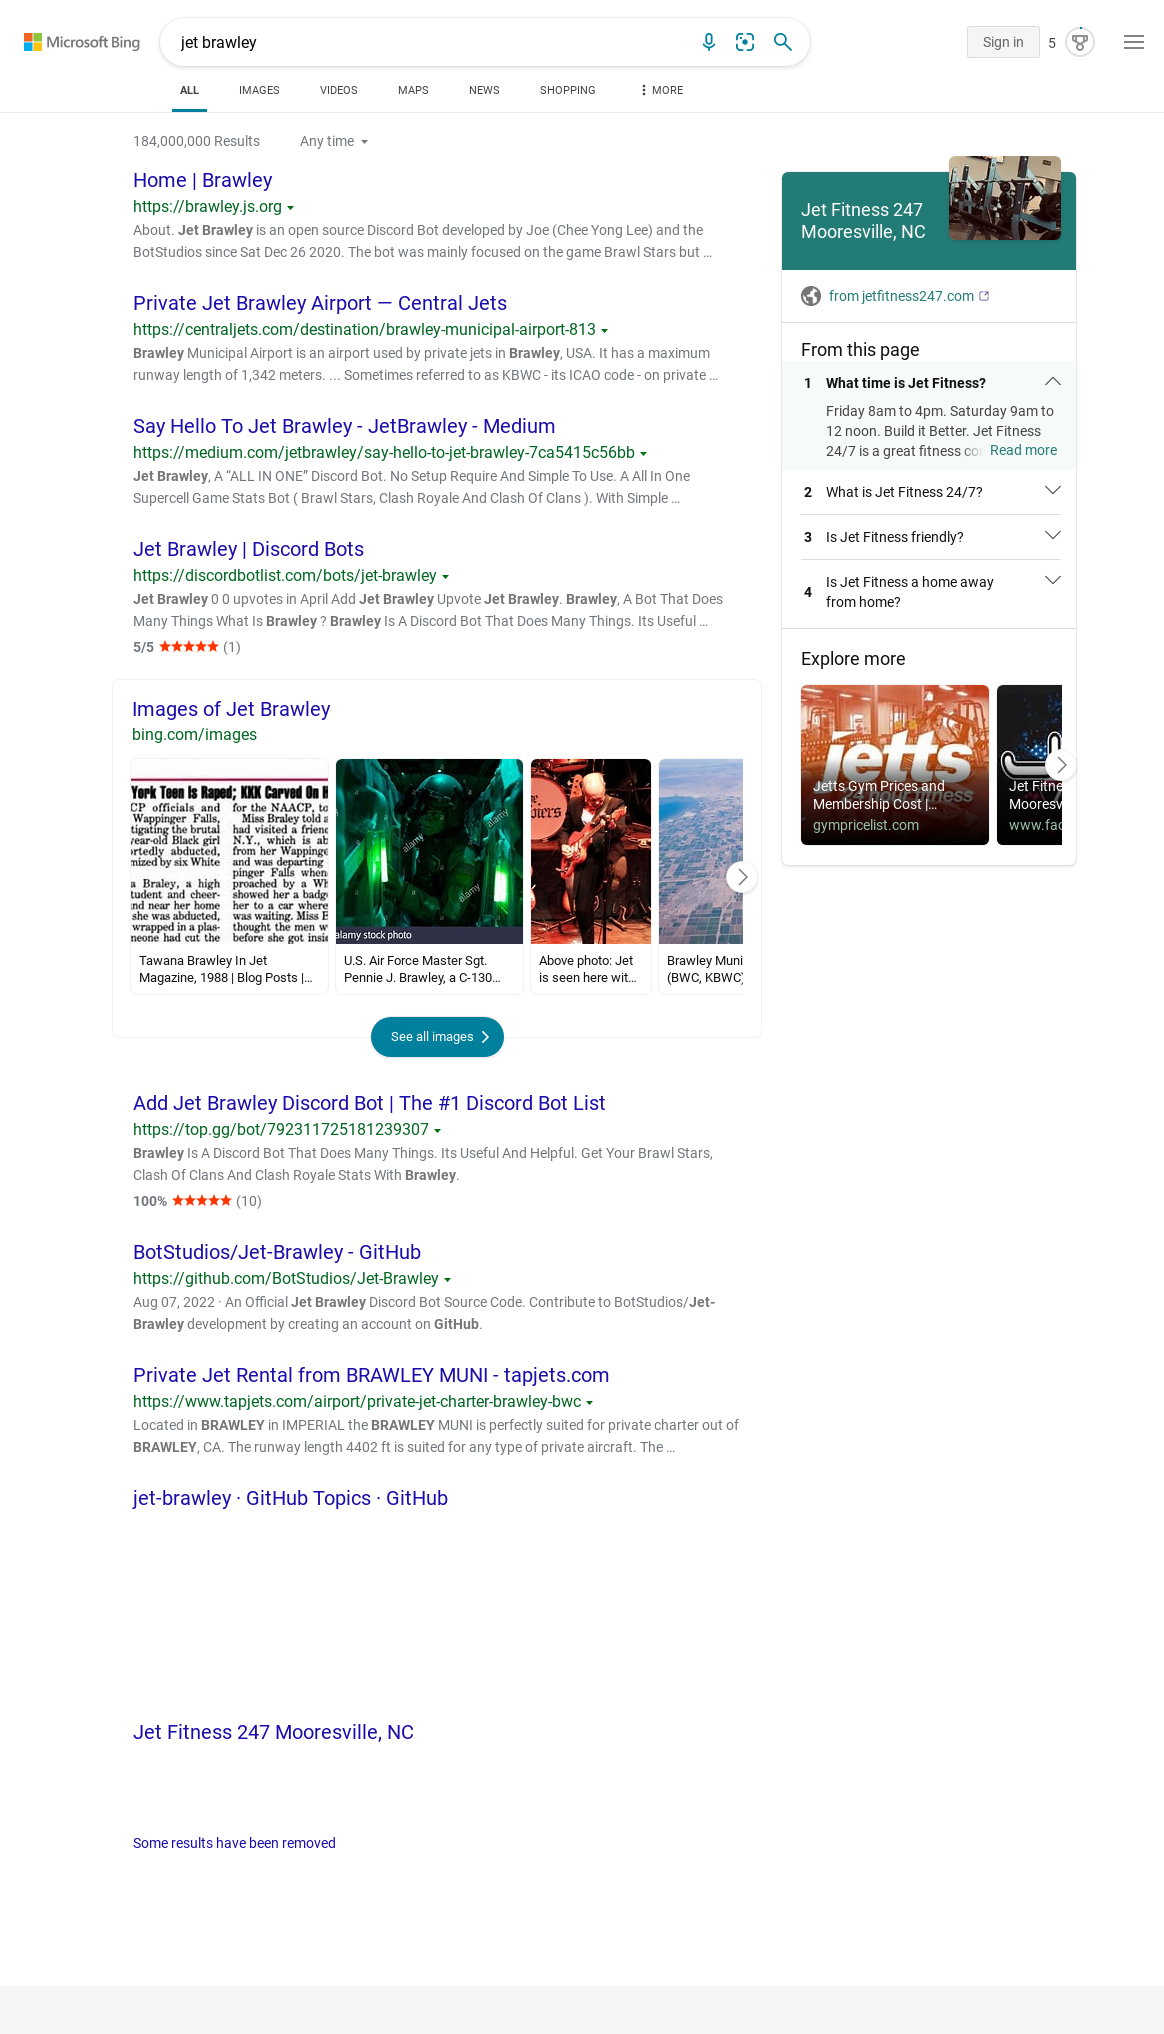 Microsoft Bing
jet brawley
Sign in
5
ALL
IMAGES
VIDEOS
MAPS
NEWS
SHOPPING
MORE
184,000,000 Results
Any time
Home | Brawley
https://brawley.js.org
About. Jet Brawley is an open source Discord Bot developed by Joe (Chee Yong Lee) and the
BotStudios since Sat Dec 26 2020. The bot was mainly focused on the game Brawl Stars but …
Private Jet Brawley Airport — Central Jets
https://centraljets.com/destination/brawley-municipal-airport-813
Brawley Municipal Airport is an airport used by private jets in Brawley, USA. It has a maximum
runway length of 1,342 meters. ... Sometimes referred to as KBWC - its ICAO code - on private …
Say Hello To Jet Brawley - JetBrawley - Medium
https://medium.com/jetbrawley/say-hello-to-jet-brawley-7ca5415c56bb
Jet Brawley, A “ALL IN ONE” Discord Bot. No Setup Require And Simple To Use. A All In One
Supercell Game Stats Bot ( Brawl Stars, Clash Royale And Clash Of Clans ). With Simple …
Jet Brawley | Discord Bots
https://discordbotlist.com/bots/jet-brawley
Jet Brawley 0 0 upvotes in April Add Jet Brawley Upvote Jet Brawley. Brawley, A Bot That Does
Many Things What Is Brawley ? Brawley Is A Discord Bot That Does Many Things. Its Useful …
5/5 ★★★★★ (1)
Images of Jet Brawley
bing.com/images
York Teen Is Raped; KKK Carved On H
CP officials and
Wappinger Falls,
tigating the brutal
year-old Black girl
ortedly abducted,
nized by six White
a Braley, a high
tudent and cheer-
nd near her home
she was abducted,
wrapped in a plas-
meone had cut the
for the NAACP, to
Miss Braley told a
had visited a friend
N.Y., which is ab
from her Wapping
and was departing
pinger Falls when
proached by a Wh
showed her a badg
her to a car where
was waiting. Miss B
thought the men w
before she got insi
Tawana Brawley In Jet
Magazine, 1988 | Blog Posts |…
alamy
alamy
alamy
alamy stock photo
U.S. Air Force Master Sgt.
Pennie J. Brawley, a C-130…
Above photo: Jet
is seen here wit…
Brawley Muni
(BWC, KBWC)
See all images
Add Jet Brawley Discord Bot | The #1 Discord Bot List
https://top.gg/bot/792311725181239307
Brawley Is A Discord Bot That Does Many Things. Its Useful And Helpful. Get Your Brawl Stars,
Clash Of Clans And Clash Royale Stats With Brawley.
100% ★★★★★ (10)
BotStudios/Jet-Brawley - GitHub
https://github.com/BotStudios/Jet-Brawley
Aug 07, 2022 · An Official Jet Brawley Discord Bot Source Code. Contribute to BotStudios/Jet-
Brawley development by creating an account on GitHub.
Private Jet Rental from BRAWLEY MUNI - tapjets.com
https://www.tapjets.com/airport/private-jet-charter-brawley-bwc
Located in BRAWLEY in IMPERIAL the BRAWLEY MUNI is perfectly suited for private charter out of
BRAWLEY, CA. The runway length 4402 ft is suited for any type of private aircraft. The …
jet-brawley · GitHub Topics · GitHub
Jet Fitness 247 Mooresville, NC
Some results have been removed
Jet Fitness 247
Mooresville, NC
from jetfitness247.com
From this page
1 What time is Jet Fitness?
Friday 8am to 4pm. Saturday 9am to
12 noon. Build it Better. Jet Fitness
24/7 is a great fitness co
Read more
2 What is Jet Fitness 24/7?
3 Is Jet Fitness friendly?
4 Is Jet Fitness a home away
from home?
Explore more
jetts
Jetts Gym Prices and
Membership Cost |…
gympricelist.com
Jet Fitne
Mooresv
www.fac